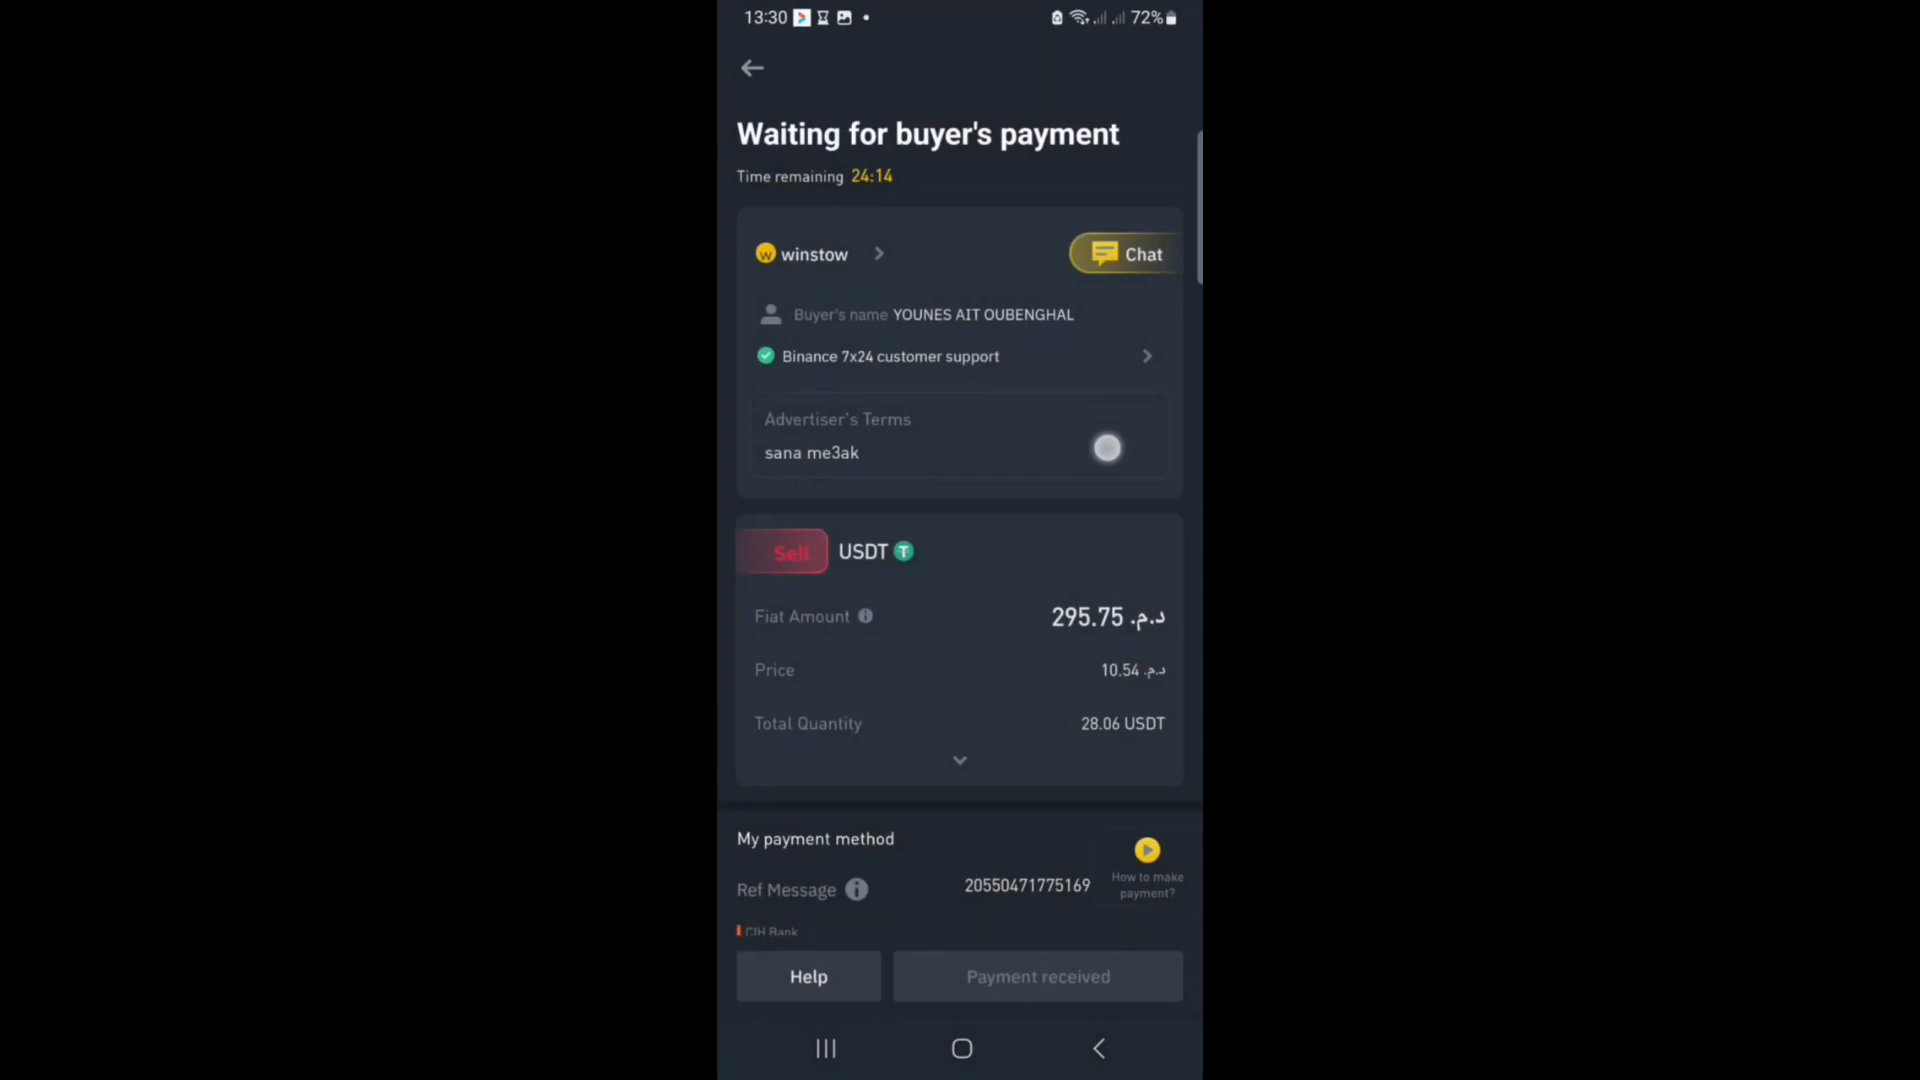 13:30 72%
Waiting for buyer's payment
Time remaining 24:14
W winstow Chat
Buyer's name YOUNES AIT OUBENGHAL
Binance 7x24 customer support
Advertiser's Terms
sana me3ak
Sell USDT T
Fiat Amount 295.75 د.م.
Price 10.54 د.م.
Total Quantity 28.06 USDT
My payment method
Ref Message 20550471775169
How to make
payment?
CIH Bank
Help Payment received